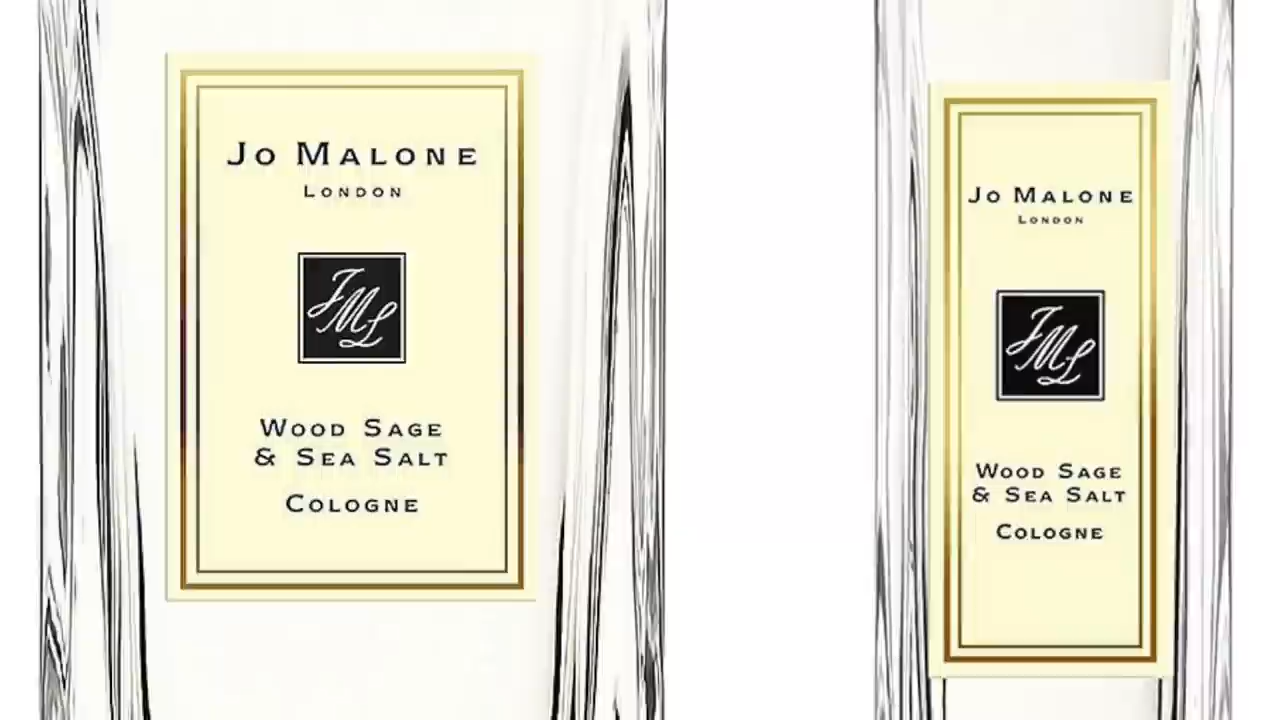 Jo Malone
London
JML
Wood Sage
& Sea Salt
Cologne
Jo Malone
London
JML
Wood Sage
& Sea Salt
Cologne